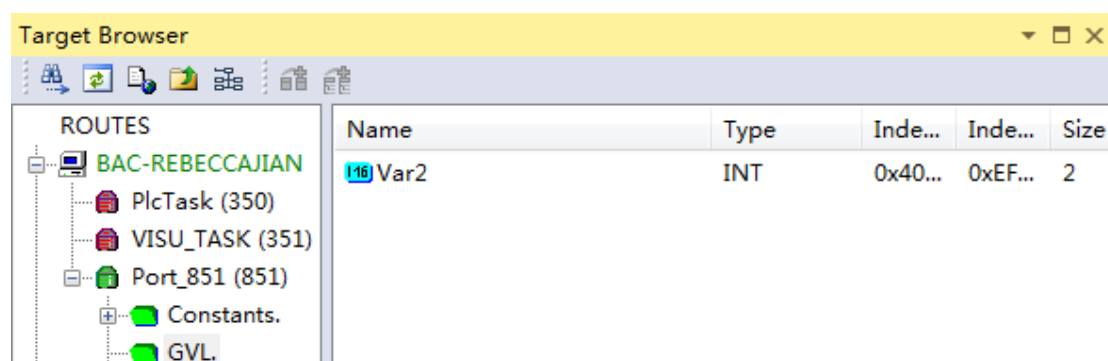 Target Browser
ROUTES
BAC-REBECCAJIAN
PlcTask (350)
VISU_TASK (351)
Port_851 (851)
Constants.
GVL.
Name Type Inde... Inde... Size
I16 Var2 INT 0x40... 0xEF... 2